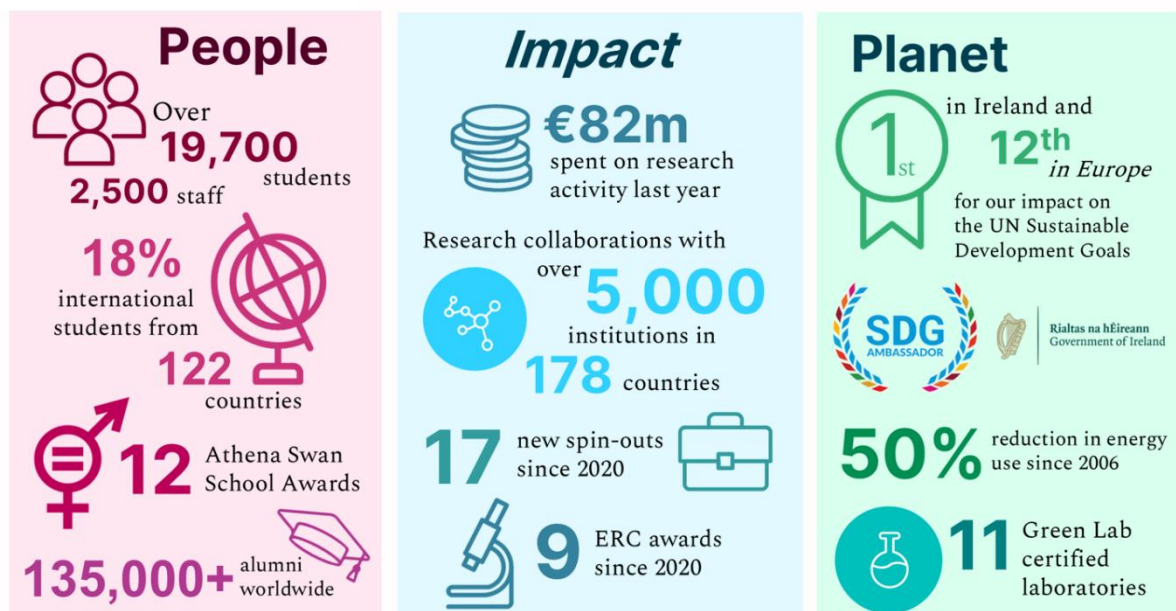 People
Over
19,700
students
2,500 staff
18%
international
students from
122
countries
12
Athena Swan
School Awards
135,000+
alumni
worldwide
Impact
€82m
spent on research
activity last year
Research collaborations with
over
5,000
institutions in
178 countries
17
new spin-outs
since 2020
9
ERC awards
since 2020
Planet
1st
in Ireland and
12th
in Europe
for our impact on
the UN Sustainable
Development Goals
SDG
AMBASSADOR
Rialtas na hÉireann
Government of Ireland
50%
reduction in energy
use since 2006
11
Green Lab
certified
laboratories